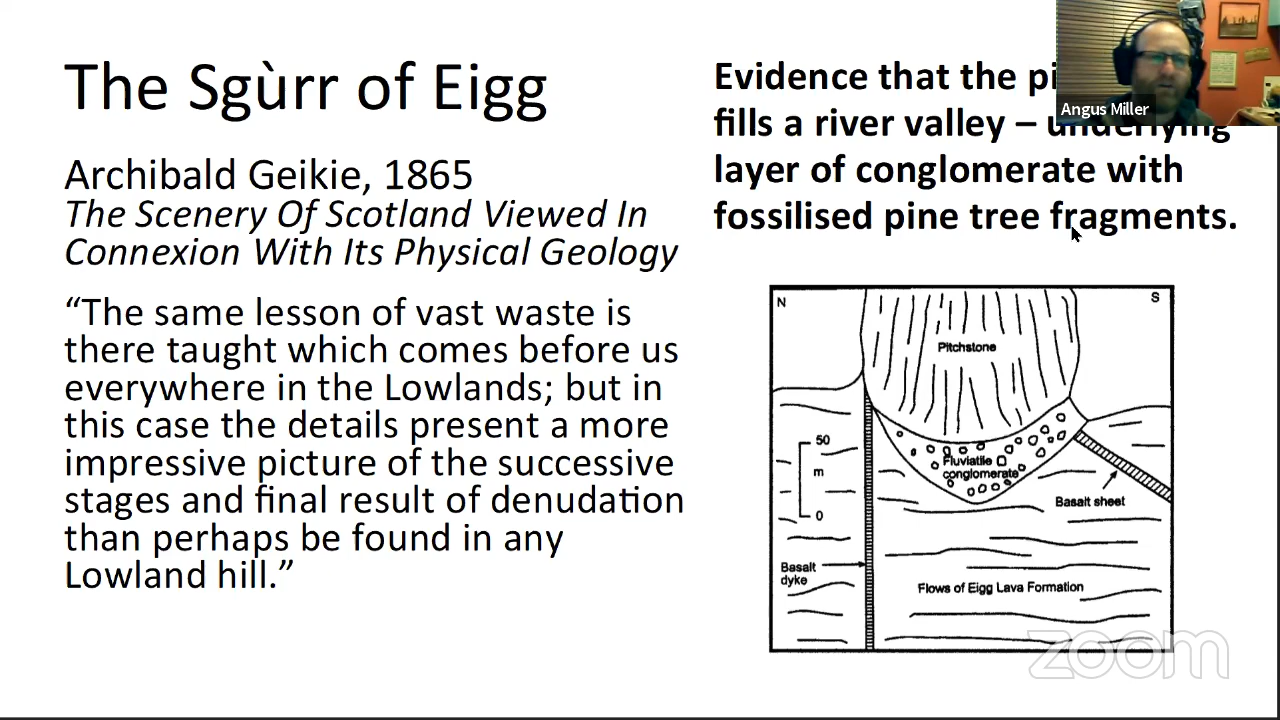 The Sgùrr of Eigg
Archibald Geikie, 1865
The Scenery Of Scotland Viewed In
Connexion With Its Physical Geology
“The same lesson of vast waste is
there taught which comes before us
everywhere in the Lowlands; but in
this case the details present a more
impressive picture of the successive
stages and final result of denudation
than perhaps be found in any
Lowland hill.”
Evidence that the
fills a river valley – underlying
layer of conglomerate with
fossilised pine tree fragments.
Angus Miller
N
S
Pitchstone
50
m
0
Fluviatile
conglomerate
Basalt sheet
Basalt
dyke
Flows of Eigg Lava Formation
zoom